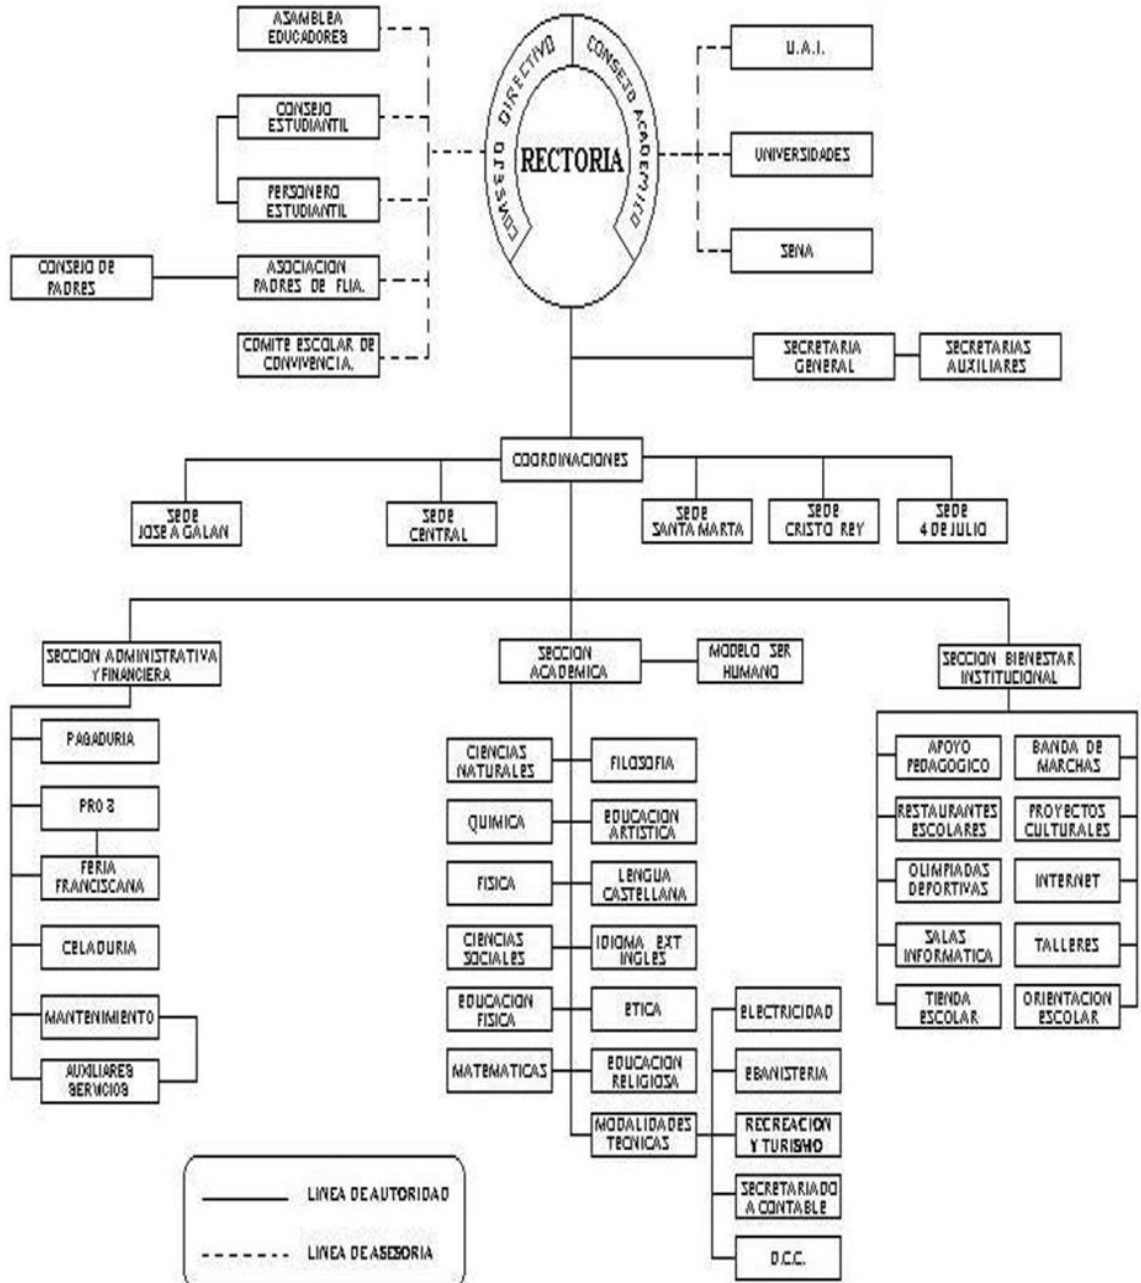 AZAMBLEA
EDUCADORES
CONSEJO
ESTUDIANTIL
PERSONERO
ESTUDIANTIL
CONSEJO DE
PADRES
ASOCIACION
PADRES DE FLIA.
COMITE ESCOLAR DE
CONVIVENCIA.
CONSEJO DIRECTIVO
CONSEJO ACADEMICO
RECTORIA
U.A.I.
UNIVERSIDADES
SENA
SECRETARIA
GENERAL
SECRETARIAS
AUXILIARES
COORDINACIONES
SEDE
JOSE A GALAN
SEDE
CENTRAL
SEDE
SANTA MARTA
SEDE
CRISTO REY
SEDE
4 DE JULIO
SECCION ADMINISTRATIVA
Y FINANCIERA
PAGADURIA
PRO S
FERIA
FRANCISCANA
CELADURIA
MANTENIMIENTO
AUXILIARES
SERVICIOS
SECCION
ACADEMICA
MODELO SER
HUMANO
CIENCIAS
NATURALES
FILOSOFIA
QUIMICA
EDUCACION
ARTISTICA
FISICA
LENGUA
CASTELLANA
CIENCIAS
SOCIALES
IDIOMA EXT
INGLES
EDUCACION
FISICA
ETICA
MATEMATICAS
EDUCACION
RELIGIOSA
MODALIDADES
TECNICAS
ELECTRICIDAD
EBANISTERIA
RECREACION
Y TURISMO
SECRETARIADO
A CONTABLE
D.C.C.
SECCION BIENESTAR
INSTITUCIONAL
APOYO
PEDAGOGICO
BANDA DE
MARCHAS
RESTAURANTES
ESCOLARES
PROYECTOS
CULTURALES
OLIMPIADAS
DEPORTIVAS
INTERNET
SALAS
INFORMATICA
TALLERES
TIENDA
ESCOLAR
ORIENTACION
ESCOLAR
LINEA DE AUTORIDAD
LINEA DE ASESORIA